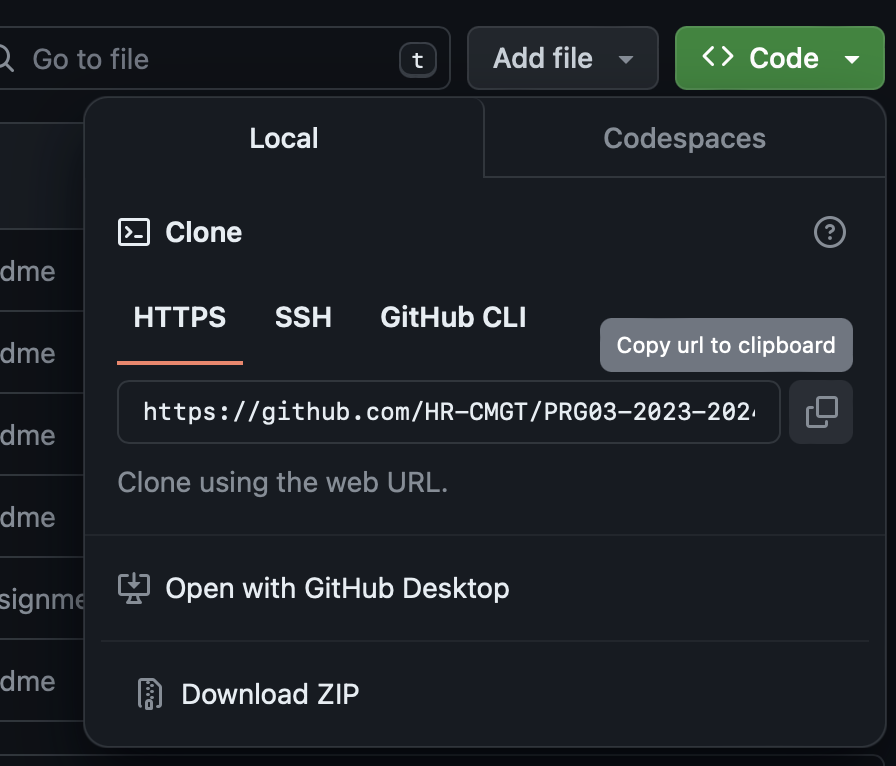 Go to file
t
Add file
Code
Local
Codespaces
Clone
HTTPS
SSH
GitHub CLI
Copy url to clipboard
https://github.com/HR-CMGT/PRG03-2023-202
Clone using the web URL.
Open with GitHub Desktop
Download ZIP
dme
dme
dme
dme
signme
dme